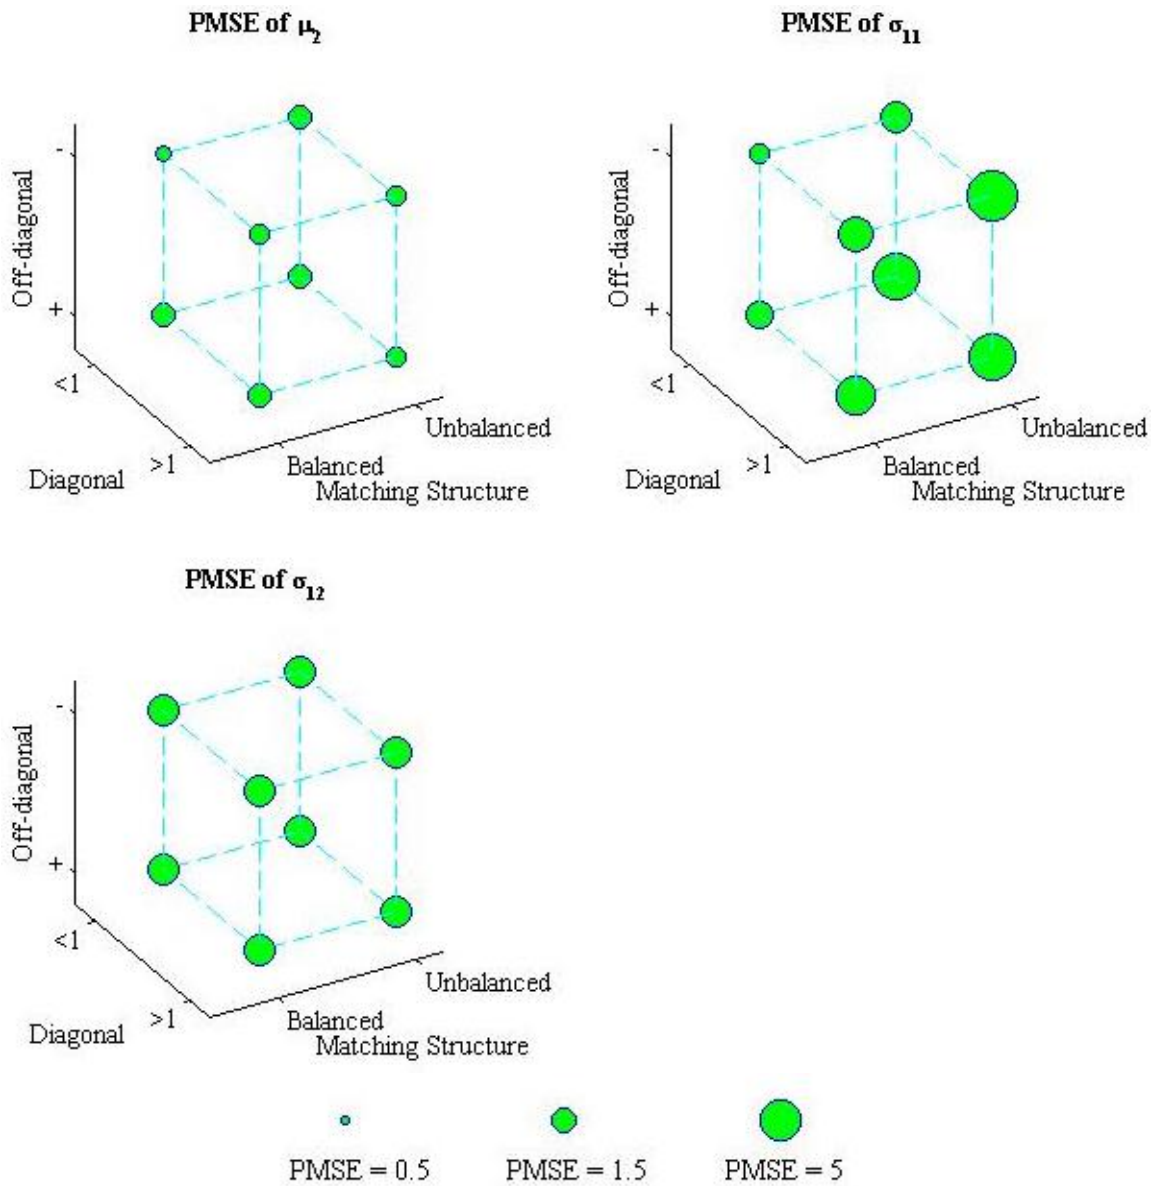 PMSE of μ2
Off-diagonal
-
+
<1
>1
Diagonal
Balanced
Unbalanced
Matching Structure
PMSE of σ11
Off-diagonal
-
+
<1
>1
Diagonal
Balanced
Unbalanced
Matching Structure
PMSE of σ12
Off-diagonal
-
+
<1
>1
Diagonal
Balanced
Unbalanced
Matching Structure
PMSE = 0.5
PMSE = 1.5
PMSE = 5